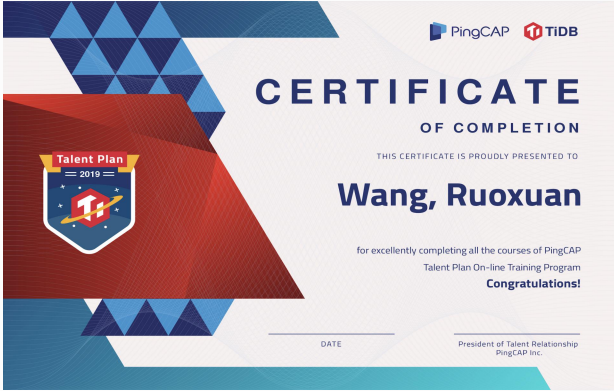 PingCAP TiDB
CERTIFICATE
OF COMPLETION
THIS CERTIFICATE IS PROUDLY PRESENTED TO
Talent Plan
2019
Wang, Ruoxuan
for excellently completing all the courses of PingCAP
Talent Plan On-line Training Program
Congratulations!
DATE
President of Talent Relationship
PingCAP Inc.